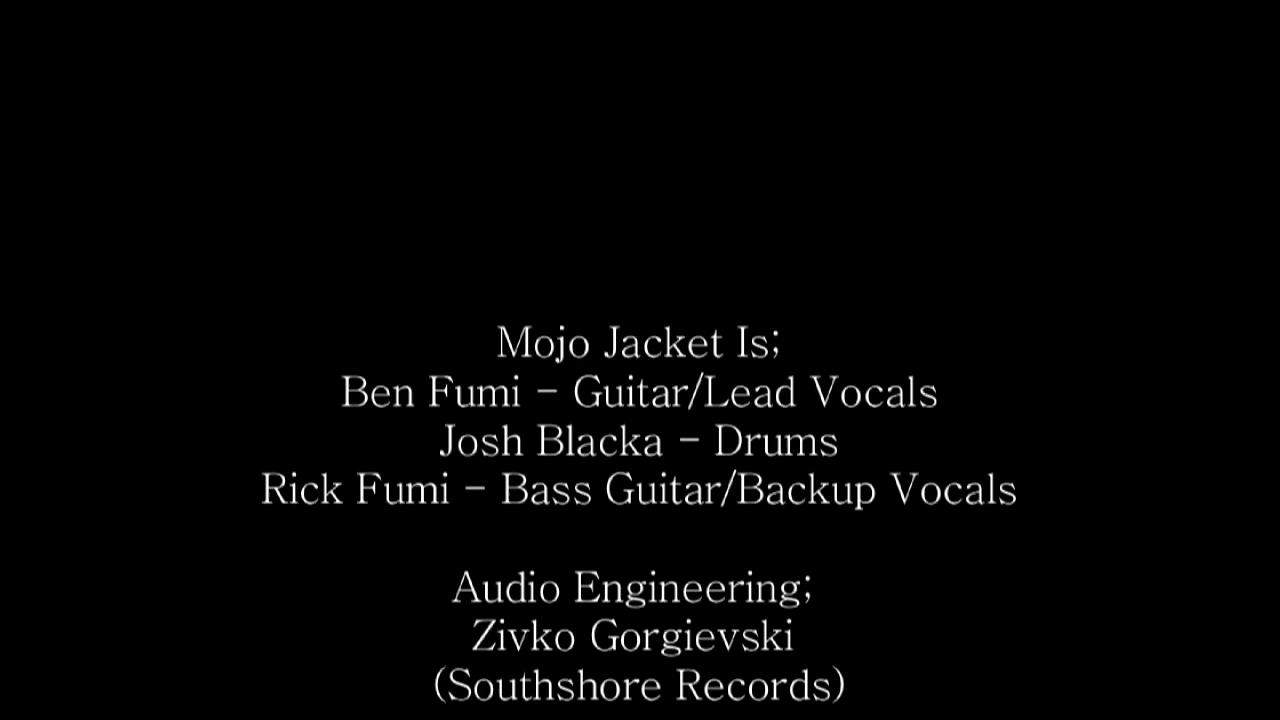 Mojo Jacket Is;
Ben Fumi - Guitar/Lead Vocals
Josh Blacka - Drums
Rick Fumi - Bass Guitar/Backup Vocals
Audio Engineering;
Zivko Gorgievski
(Southshore Records)